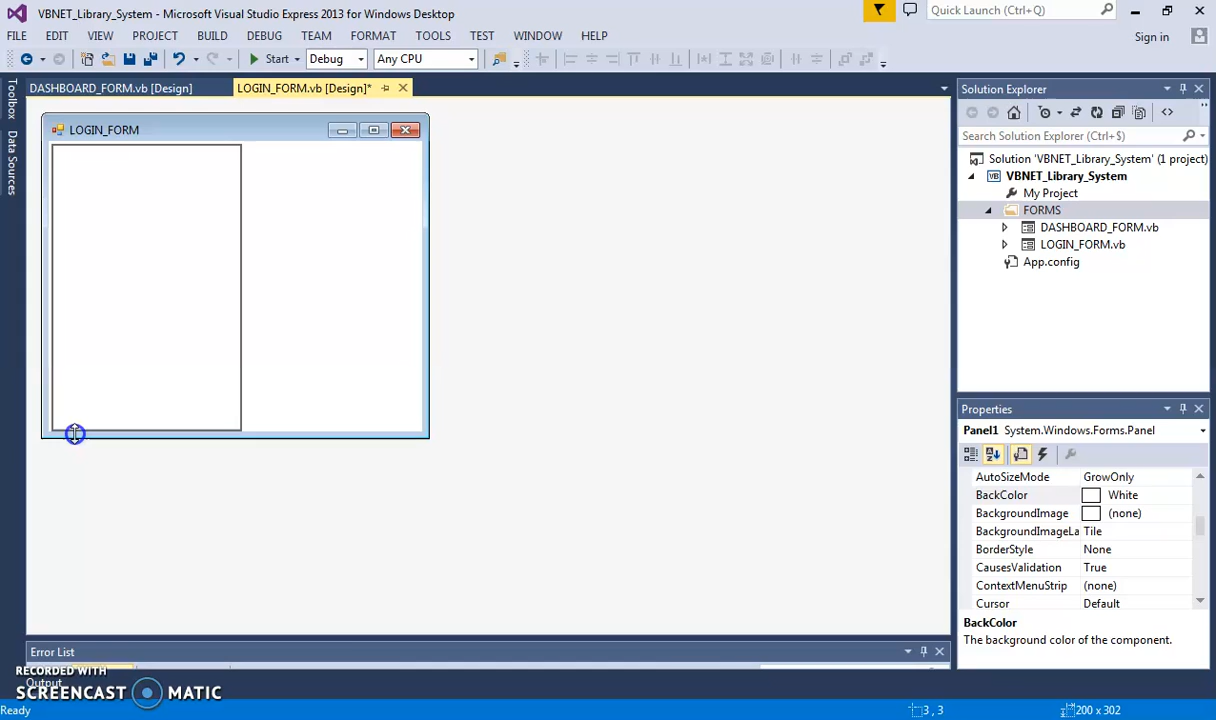 VBNET_Library_System - Microsoft Visual Studio Express 2013 for Windows Desktop
Quick Launch (Ctrl+Q)
FILE EDIT VIEW PROJECT BUILD DEBUG TEAM FORMAT TOOLS TEST WINDOW HELP
Sign in
Start Debug Any CPU
Toolbox
Data Sources
DASHBOARD_FORM.vb [Design]
LOGIN_FORM.vb [Design]*
LOGIN_FORM
Solution Explorer
Search Solution Explorer (Ctrl+$)
Solution 'VBNET_Library_System' (1 project)
VB VBNET_Library_System
My Project
FORMS
DASHBOARD_FORM.vb
LOGIN_FORM.vb
App.config
Properties
Panel1 System.Windows.Forms.Panel
AutoSizeMode GrowOnly
BackColor White
BackgroundImage (none)
BackgroundImageLa Tile
BorderStyle None
CausesValidation True
ContextMenuStrip (none)
Cursor Default
BackColor
The background color of the component.
Error List
RECORDED WITH
Output
SCREENCAST MATIC
Ready
3 , 3
200 x 302